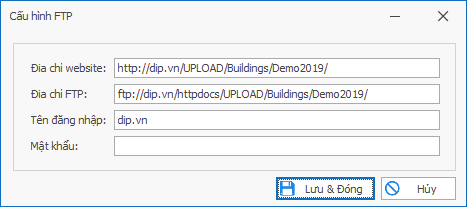 Cấu hình FTP
Địa chỉ website: http://dip.vn/UPLOAD/Buildings/Demo2019/
Địa chỉ FTP: ftp://dip.vn/httpdocs/UPLOAD/Buildings/Demo2019/
Tên đăng nhập: dip.vn
Mật khẩu:
Lưu & Đóng Hủy